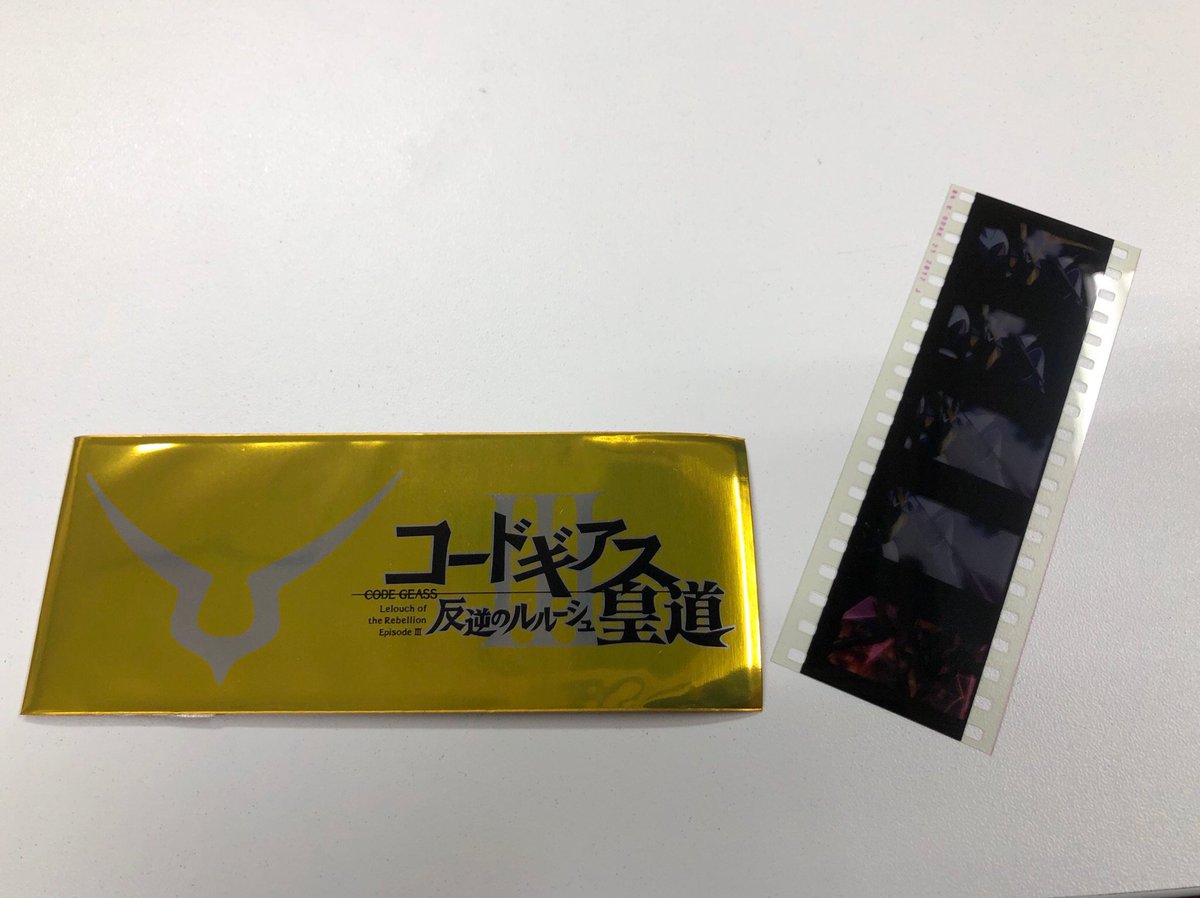 III
コードギアス
CODE GEASS
Lelouch of
the Rebellion
Episode III
反逆のルルーシュ
皇道